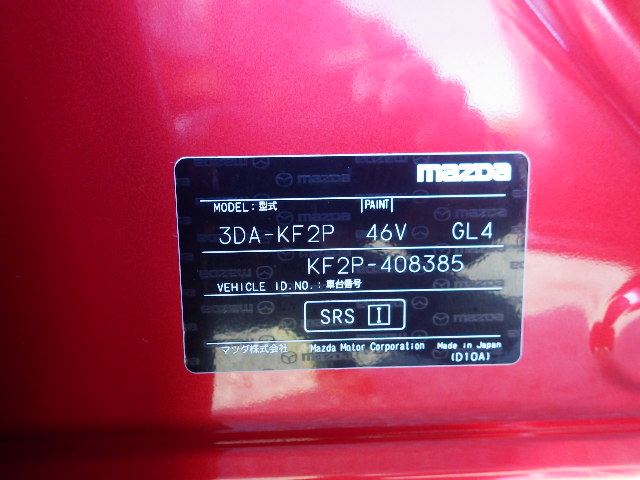 mazda
MODEL:型式 PAINT
3DA-KF2P 46V GL4
KF2P-408385
VEHICLE ID.NO.:車台番号
SRS I
マツダ株式会社 Mazda Motor Corporation Made in Japan
(D10A)